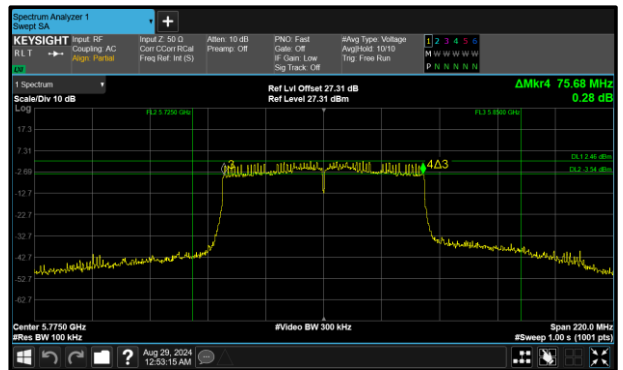 Spectrum Analyzer 1
Swept SA
KEYSIGHT
RLT
LM
Input: RF
Coupling: AC
Align: Partial
Input Z: 50 Ω
Corr CCorr RCal
Freq Ref: Int (S)
Atten: 10 dB
Preamp: Off
PNO: Fast
Gate: Off
IF Gain: Low
Sig Track: Off
#Avg Type: Voltage
Avg|Hold: 10/10
Trig: Free Run
1 2 3 4 5 6
M W W W W W
P N N N N N
1 Spectrum
Scale/Div 10 dB
Log
Ref Lvl Offset 27.31 dB
Ref Level 27.31 dBm
ΔMkr4 75.68 MHz
0.28 dB
FL2 5.7250 GHz
FL3 5.8500 GHz
17.3
7.31
-2.69
-12.7
-22.7
-32.7
-42.7
-52.7
-62.7
3
4Δ3
DL1 2.46 dBm
DL2 -3.54 dBm
Center 5.7750 GHz
#Res BW 100 kHz
#Video BW 300 kHz
Span 220.0 MHz
#Sweep 1.00 s (1001 pts)
?
Aug 29, 2024
12:53:15 AM